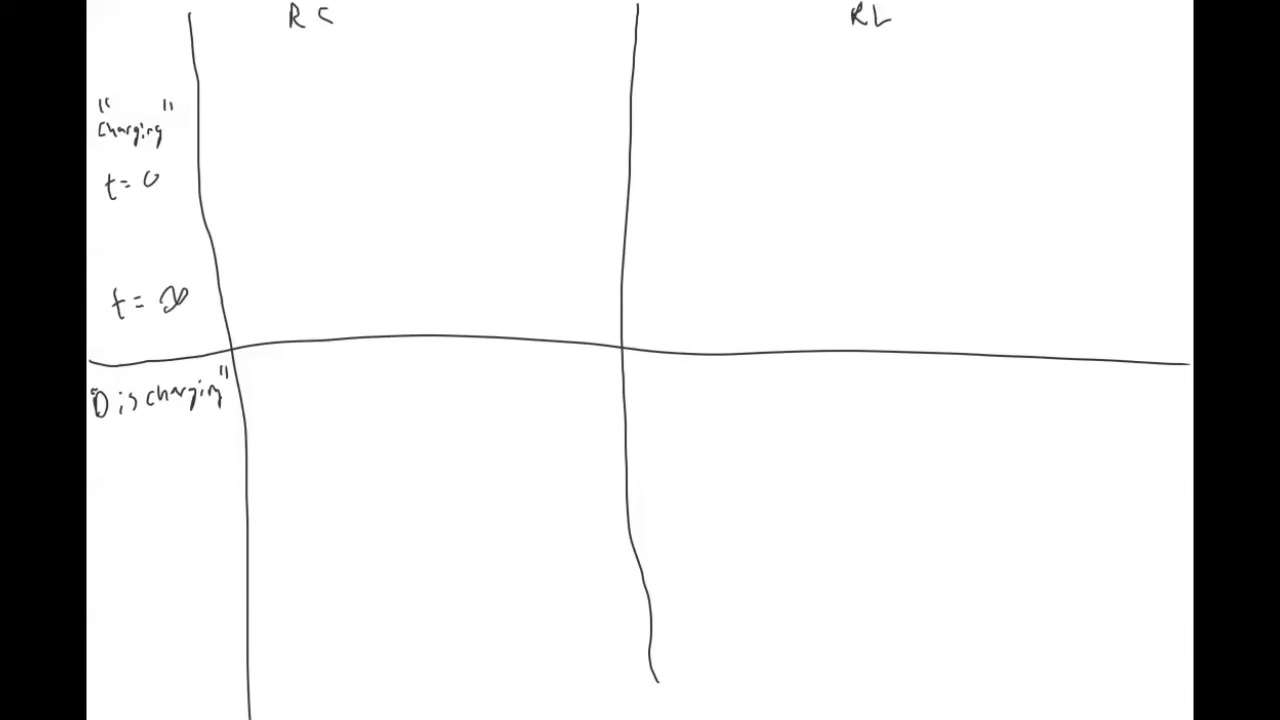 RC
RL
"Charging"
t=0
t=∞
"Discharging"